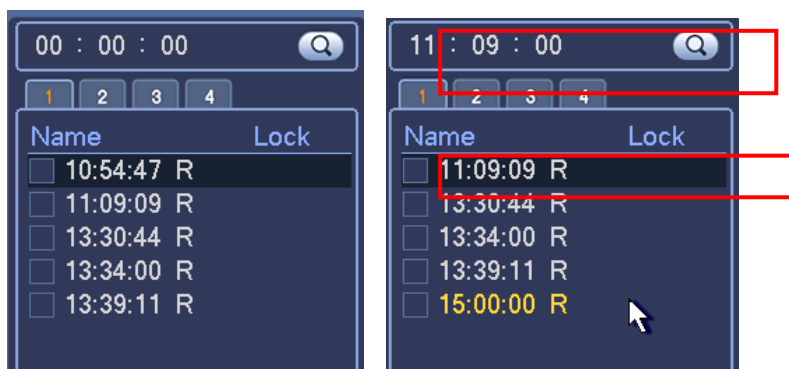 00 : 00 : 00
1 2 3 4
Name Lock
10:54:47 R
11:09:09 R
13:30:44 R
13:34:00 R
13:39:11 R
11 : 09 : 00
1 2 3 4
Name Lock
11:09:09 R
13:30:44 R
13:34:00 R
13:39:11 R
15:00:00 R